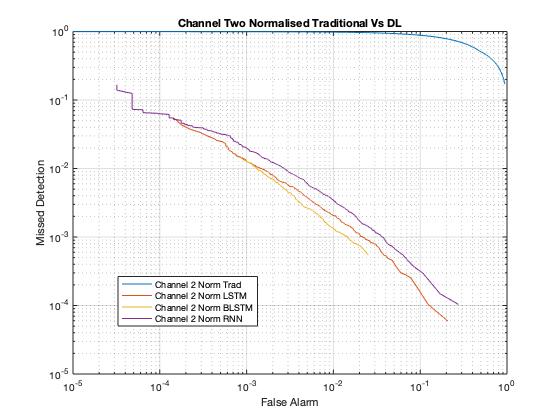 Channel Two Normalised Traditional Vs DL
10^0
10^-1
10^-2
10^-3
10^-4
10^-5
Missed Detection
Channel 2 Norm Trad
Channel 2 Norm LSTM
Channel 2 Norm BLSTM
Channel 2 Norm RNN
10^-5 10^-4 10^-3 10^-2 10^-1 10^0
False Alarm